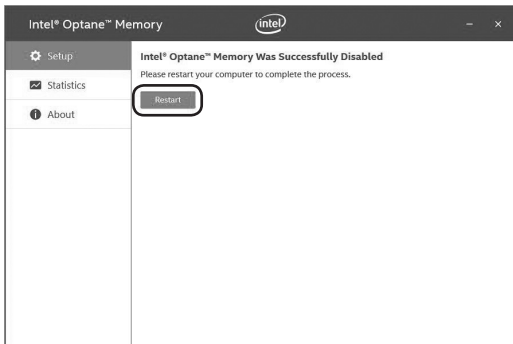 Intel® Optane™ Memory
intel
Setup
Statistics
About
Intel® Optane™ Memory Was Successfully Disabled
Please restart your computer to complete the process.
Restart